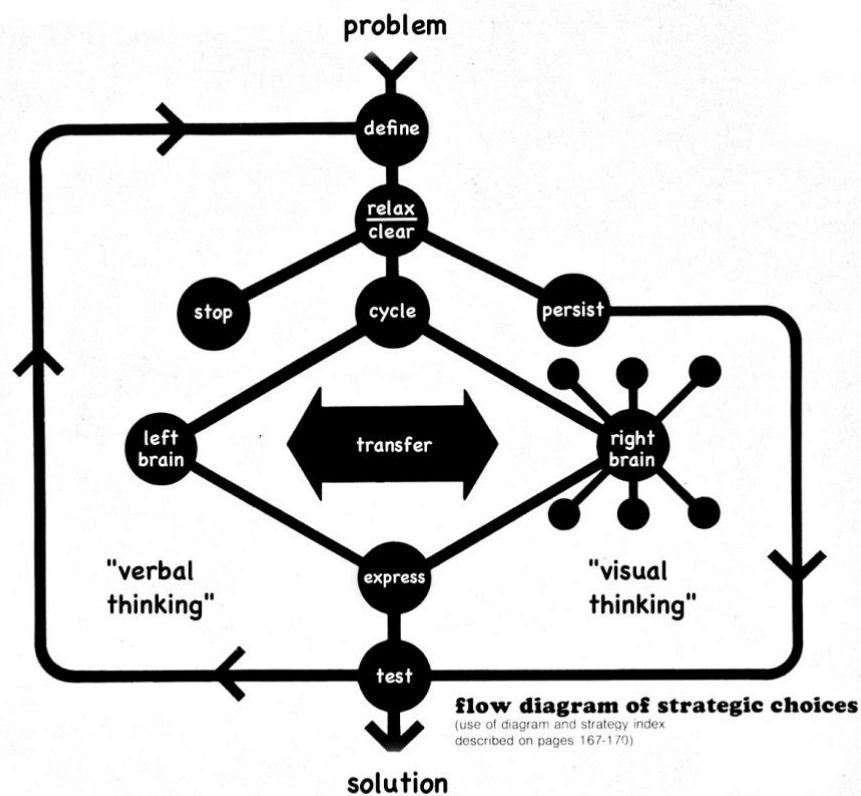 problem
define
relax
clear
stop
cycle
persist
left
brain
transfer
right
brain
"verbal
thinking"
express
"visual
thinking"
test
flow diagram of strategic choices
(use of diagram and strategy index
described on pages 167-170)
solution